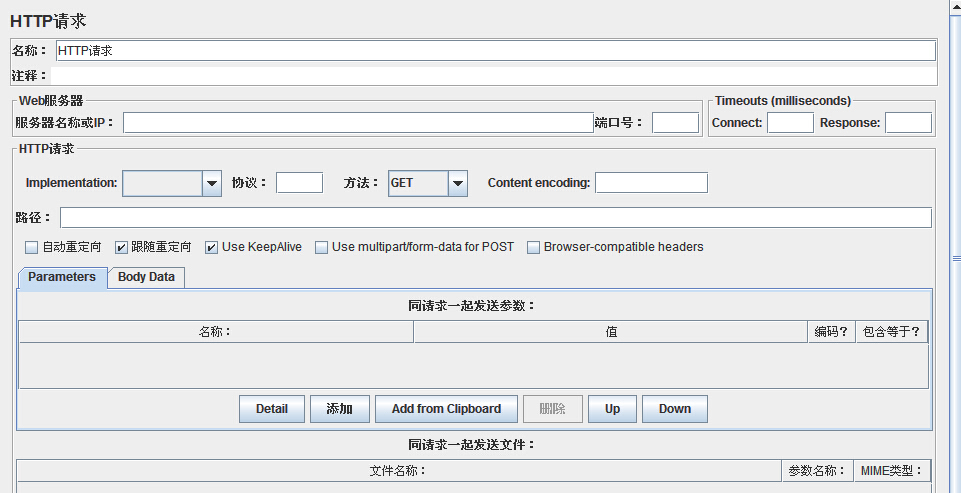 HTTP请求
名称： HTTP请求
注释：
Web服务器 Timeouts (milliseconds)
服务器名称或IP： 端口号： Connect: Response:
HTTP请求
Implementation: 协议： 方法： GET Content encoding:
路径：
自动重定向 跟随重定向 Use KeepAlive Use multipart/form-data for POST Browser-compatible headers
Parameters Body Data
同请求一起发送参数：
名称： 值 编码? 包含等于?
Detail 添加 Add from Clipboard 删除 Up Down
同请求一起发送文件：
文件名称： 参数名称： MIME类型：